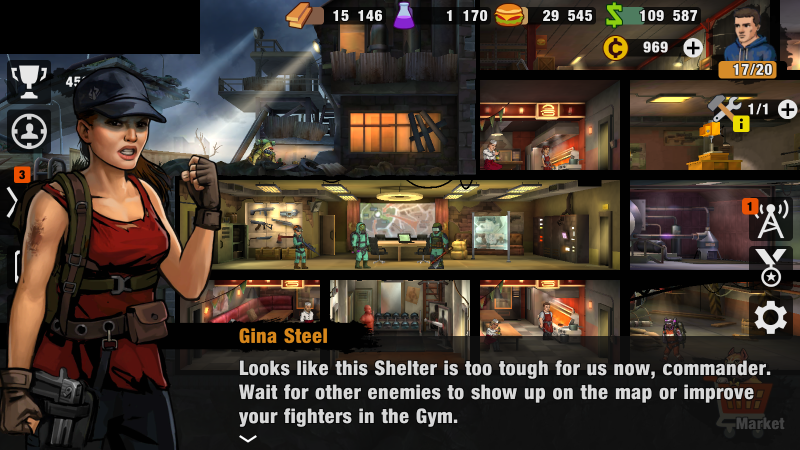 15 146
1 170
29 545
109 587
969
17/20
1/1
3
1
Gina Steel
Looks like this Shelter is too tough for us now, commander.
Wait for other enemies to show up on the map or improve
your fighters in the Gym.
Market